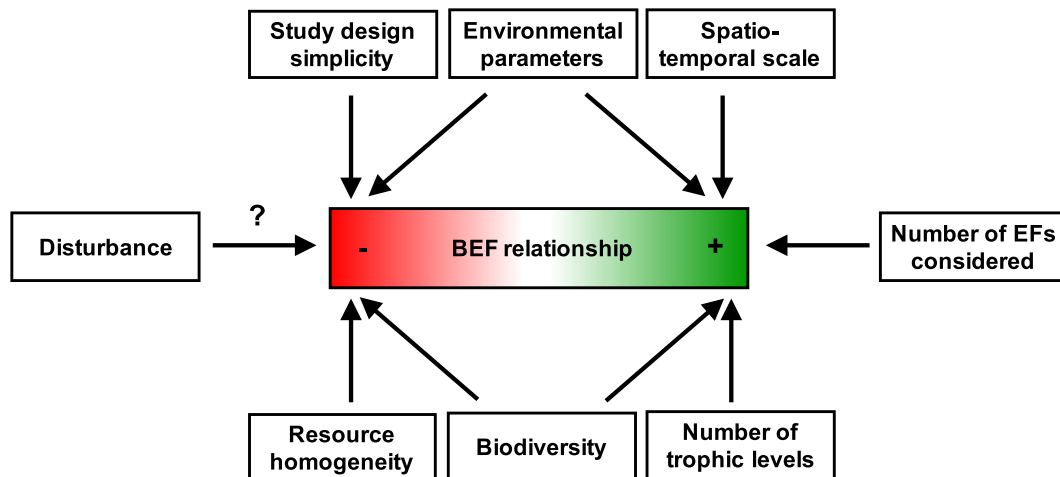 Study design
simplicity
Environmental
parameters
Spatio-
temporal scale
Disturbance
?
-
BEF relationship
+
Number of EFs
considered
Resource
homogeneity
Biodiversity
Number of
trophic levels